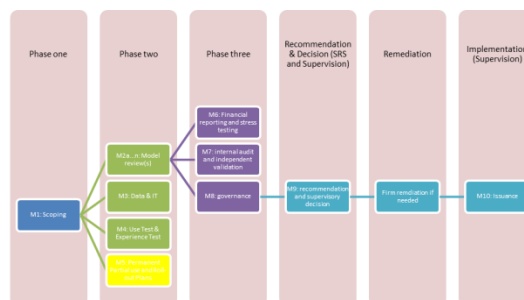 Phase one
Phase two
Phase three
Recommendation
& Decision (SRS
and Supervision)
Remediation
Implementation
(Supervision)
M1: Scoping
M2a…n: Model
review(s)
M3: Data & IT
M4: Use Test &
Experience Test
M5:
M6: Financial
reporting and stress
testing
M7: internal audit
and independent
validation
M8: governance
M9: recommendation
and supervisory
decision
Firm remdiation if
needed
M10: Issuance